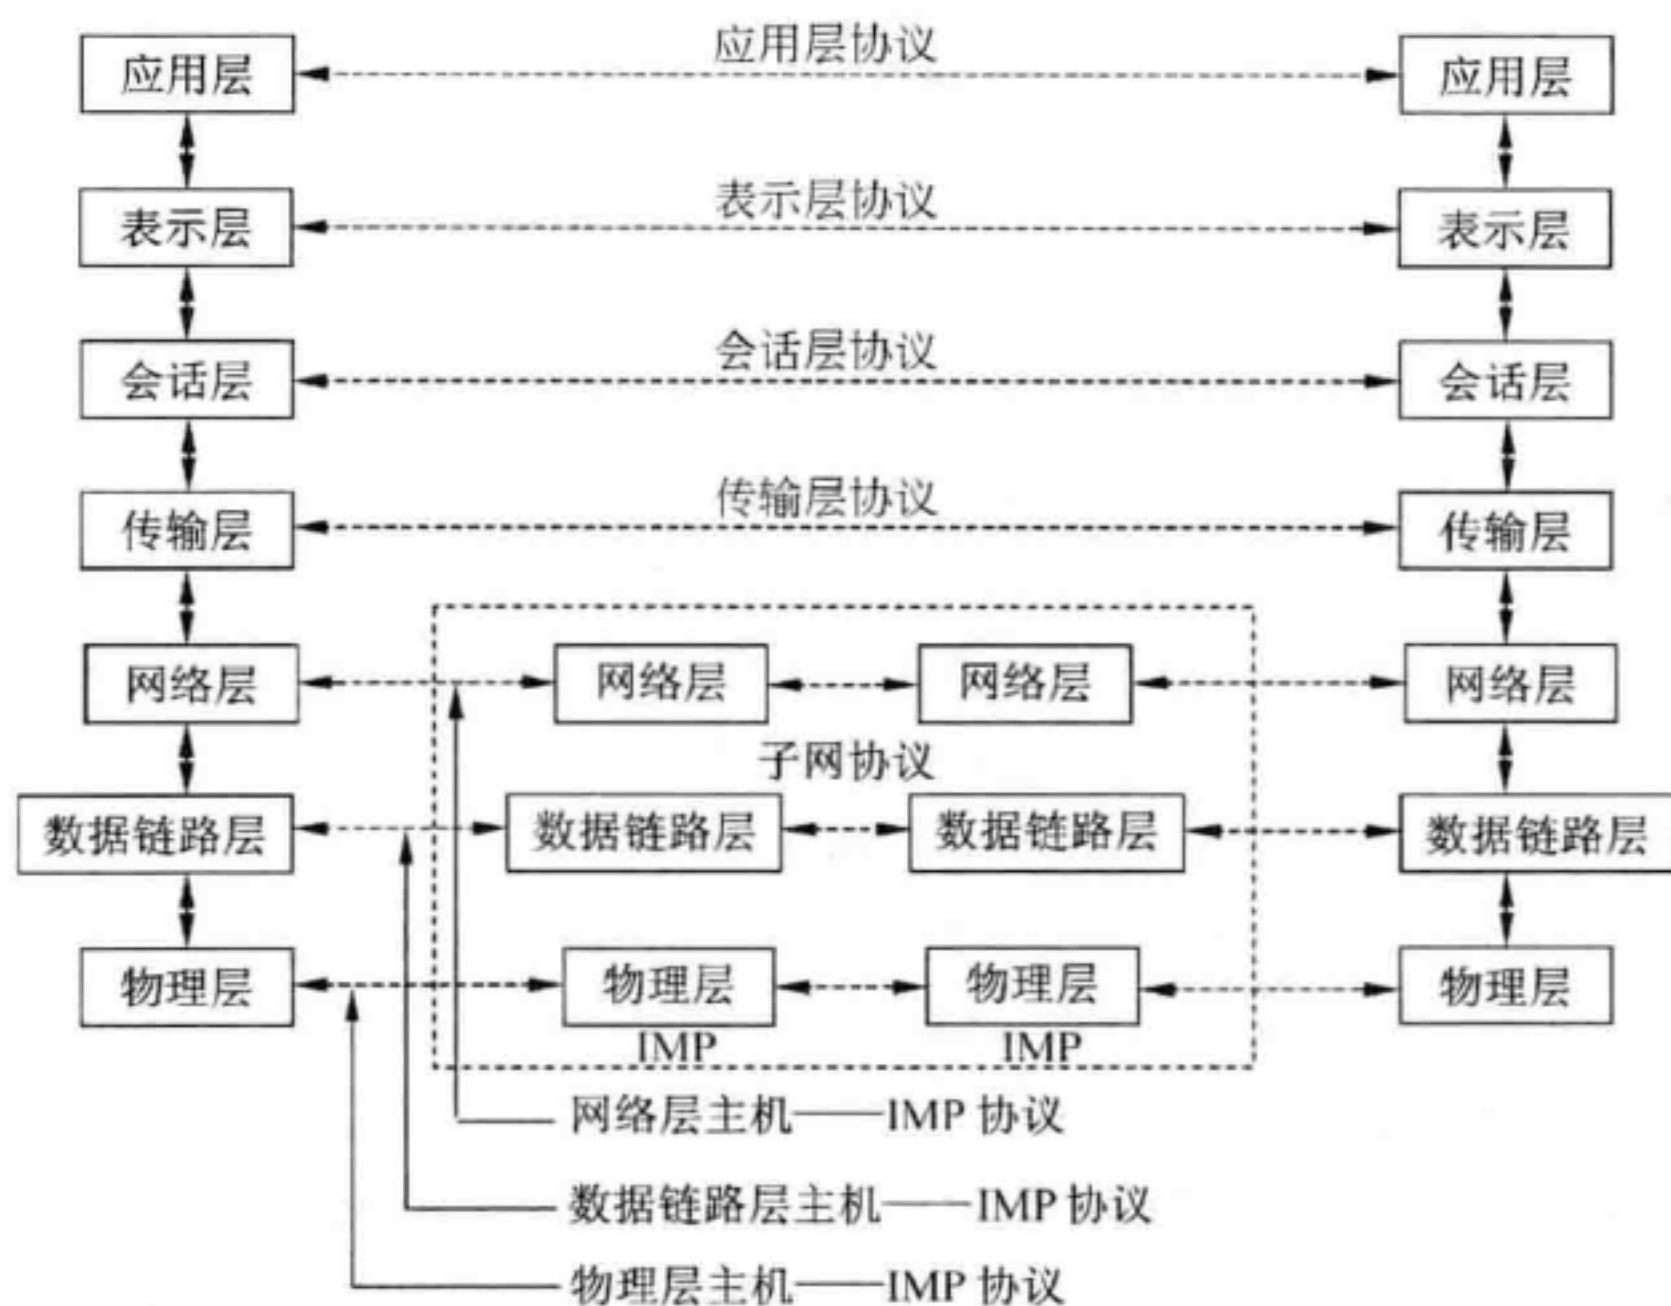 应用层协议
应用层 应用层
表示层协议
表示层 表示层
会话层协议
会话层 会话层
传输层协议
传输层 传输层
网络层 网络层 网络层 网络层
子网协议
数据链路层 数据链路层 数据链路层 数据链路层
物理层 物理层 物理层 物理层
IMP IMP
网络层主机——IMP 协议
数据链路层主机——IMP 协议
物理层主机——IMP 协议